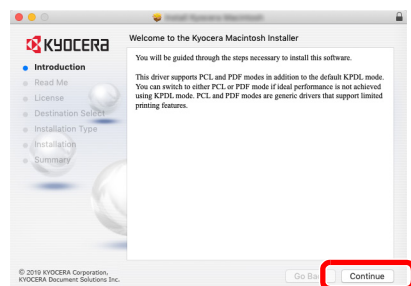 Welcome to the Kyocera Macintosh Installer
KYOCERA
Introduction
Read Me
License
Destination Select
Installation Type
Installation
Summary
You will be guided through the steps necessary to install this software.
This driver supports PCL and PDF modes in addition to the default KPDL mode.
You can switch to either PCL or PDF mode if ideal performance is not achieved
using KPDL mode. PCL and PDF modes are generic drivers that support limited
printing features.
© 2019 KYOCERA Corporation,
KYOCERA Document Solutions Inc.
Go Back
Continue